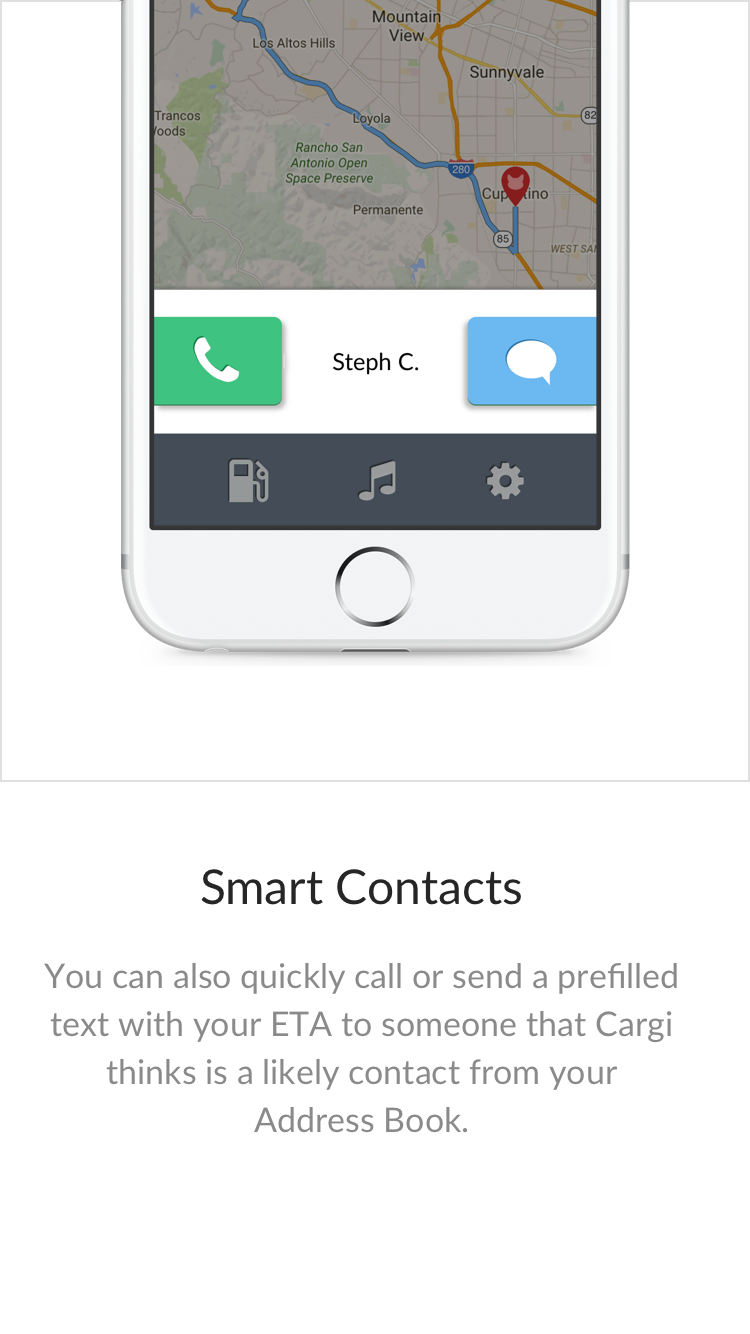 Mountain
View
Los Altos Hills
Sunnyvale
82
Trancos
Woods
Loyola
Rancho San
Antonio Open
Space Preserve
280
Cupertino
Permanente
85
WEST SA
Steph C.
Smart Contacts
You can also quickly call or send a prefilled
text with your ETA to someone that Cargi
thinks is a likely contact from your
Address Book.